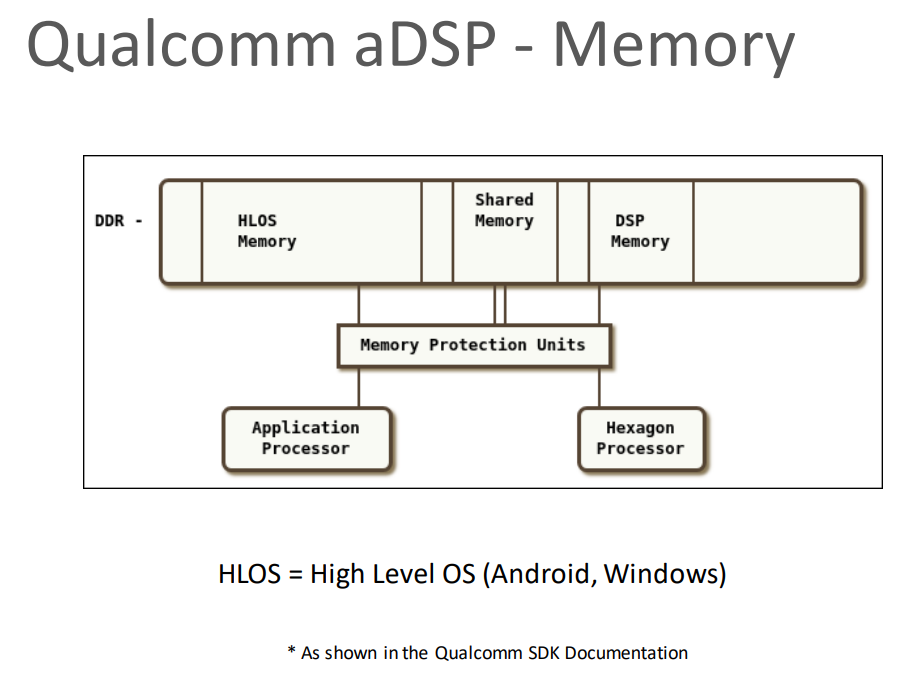 Qualcomm aDSP - Memory
DDR -
HLOS
Memory
Shared
Memory
DSP
Memory
Memory Protection Units
Application
Processor
Hexagon
Processor
HLOS = High Level OS (Android, Windows)
* As shown in the Qualcomm SDK Documentation